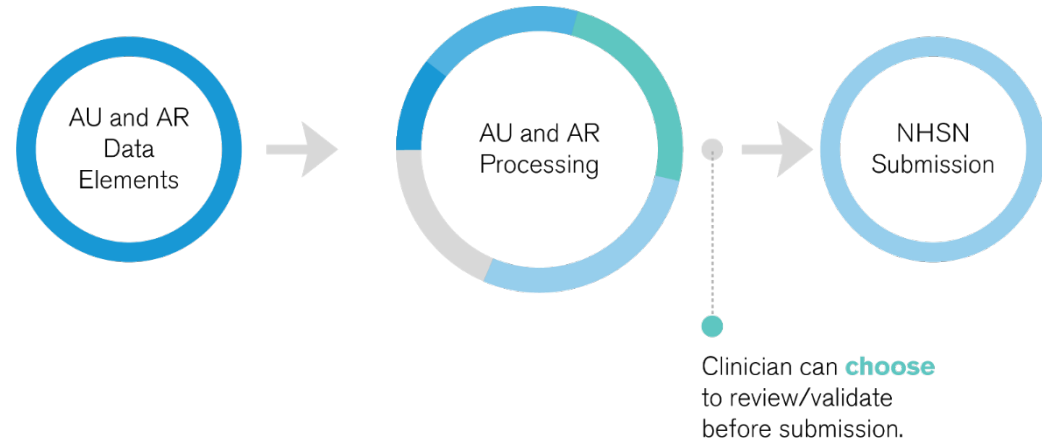 AU and AR
Data
Elements
AU and AR
Processing
NHSN
Submission
Clinician can choose
to review/validate
before submission.